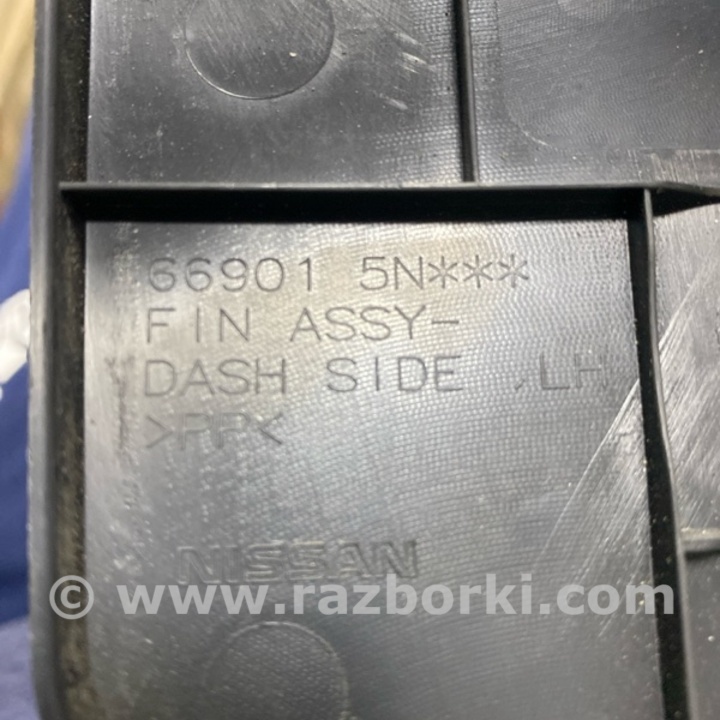 66901 5N***
FIN ASSY-
DASH SIDE ,LH
>PP<
NISSAN
© www.razborki.com